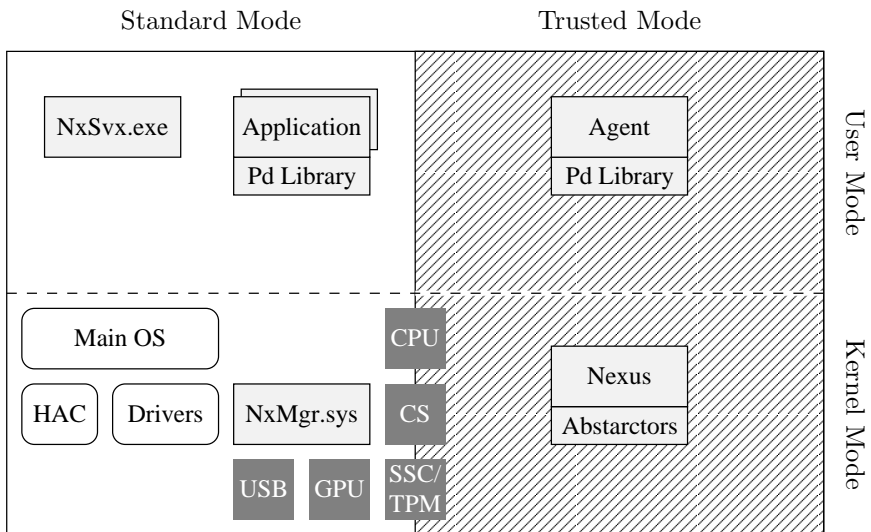 Standard Mode
Trusted Mode
NxSvx.exe
Application
Pd Library
Agent
Pd Library
User Mode
Main OS
HAC
Drivers
NxMgr.sys
CPU
CS
USB
GPU
SSC/
TPM
Nexus
Abstarctors
Kernel Mode